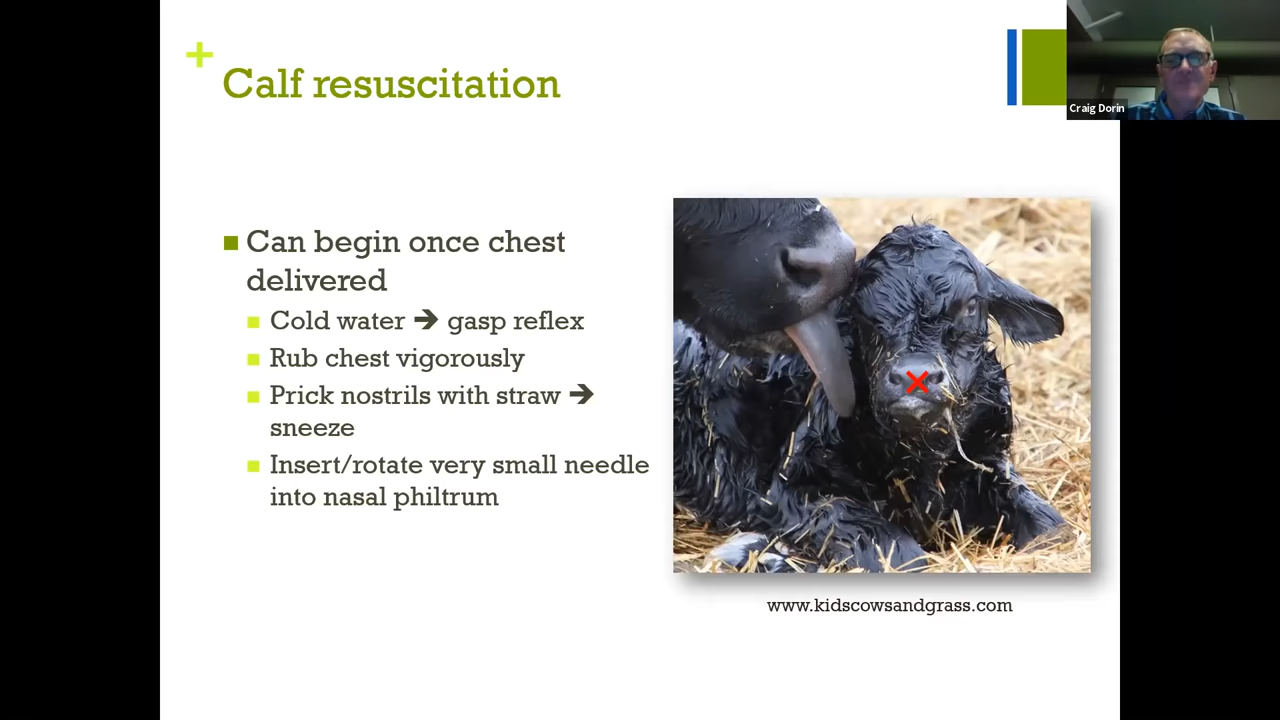 +
Calf resuscitation
Craig Dorin
Can begin once chest
delivered
Cold water ➔ gasp reflex
Rub chest vigorously
Prick nostrils with straw ➔
sneeze
Insert/rotate very small needle
into nasal philtrum
www.kidscowsandgrass.com